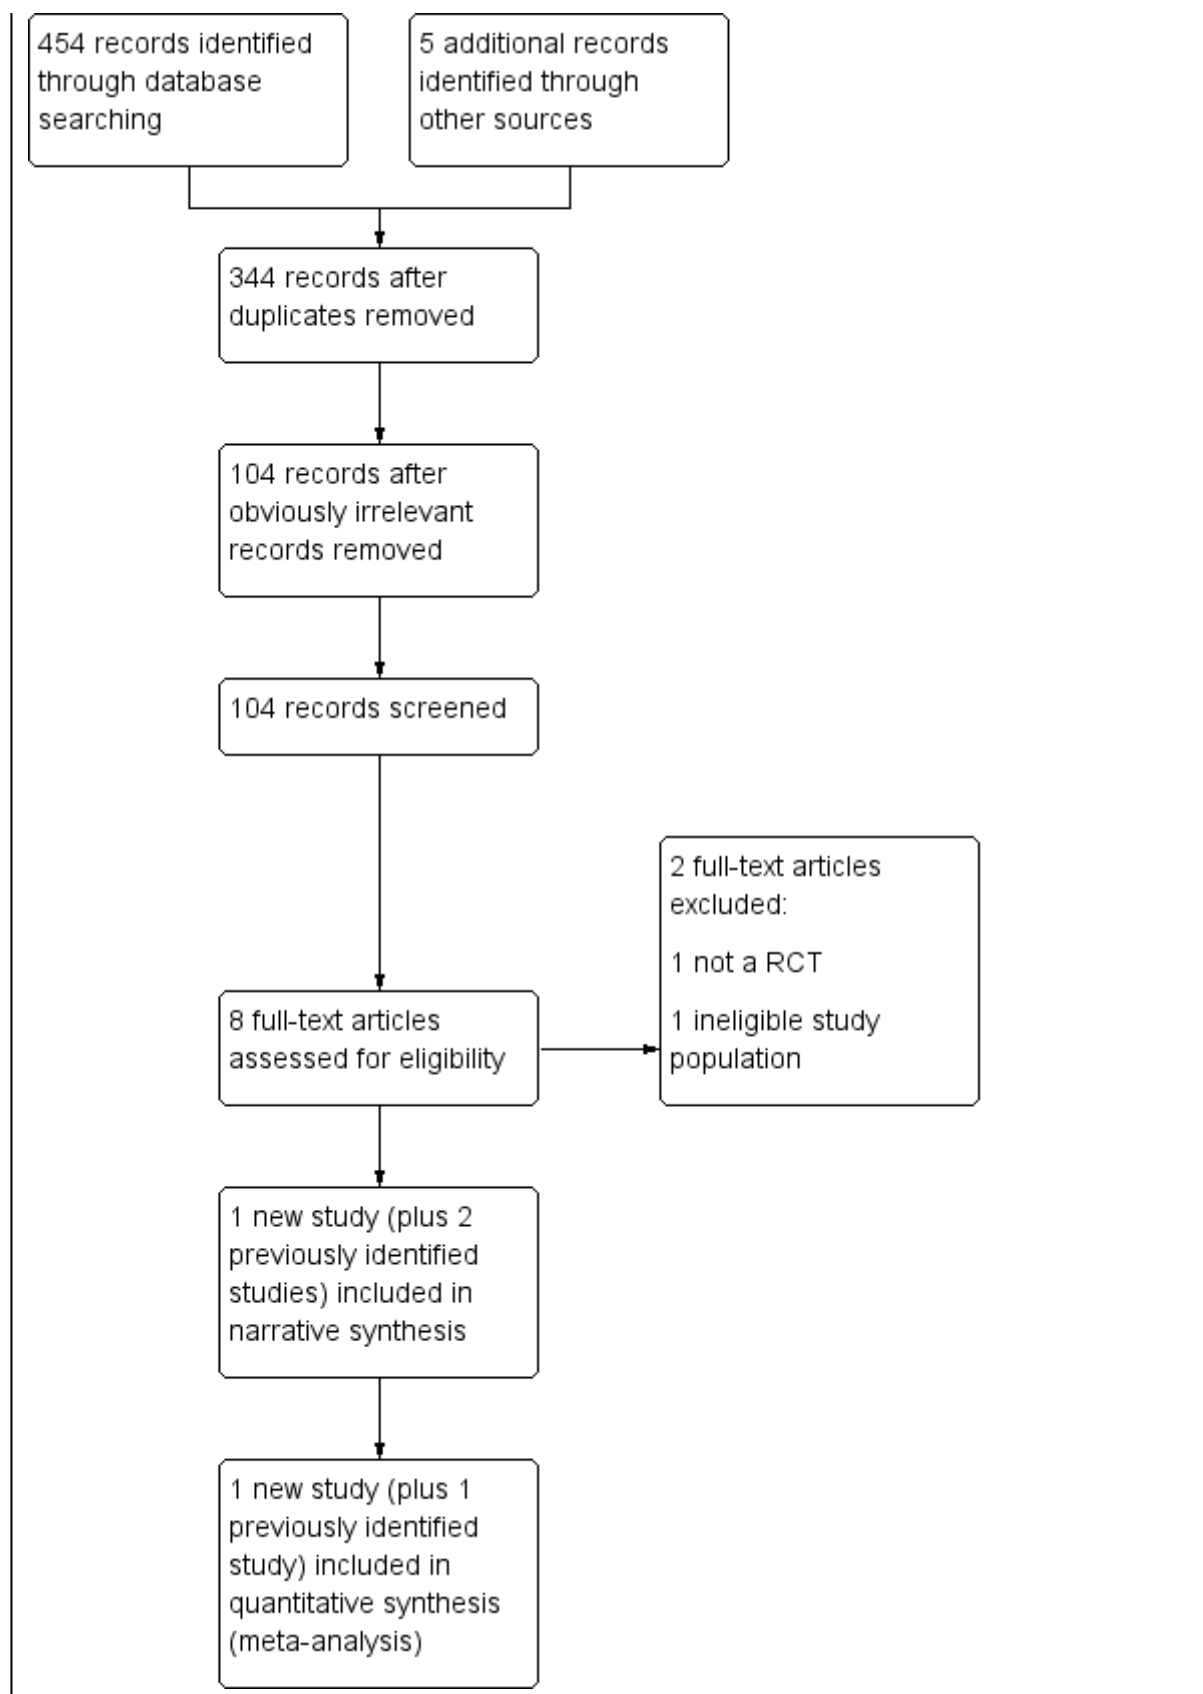 454 records identified
through database
searching
5 additional records
identified through
other sources
344 records after
duplicates removed
104 records after
obviously irrelevant
records removed
104 records screened
2 full-text articles
excluded:
1 not a RCT
1 ineligible study
population
8 full-text articles
assessed for eligibility
1 new study (plus 2
previously identified
studies) included in
narrative synthesis
1 new study (plus 1
previously identified
study) included in
quantitative synthesis
(meta-analysis)